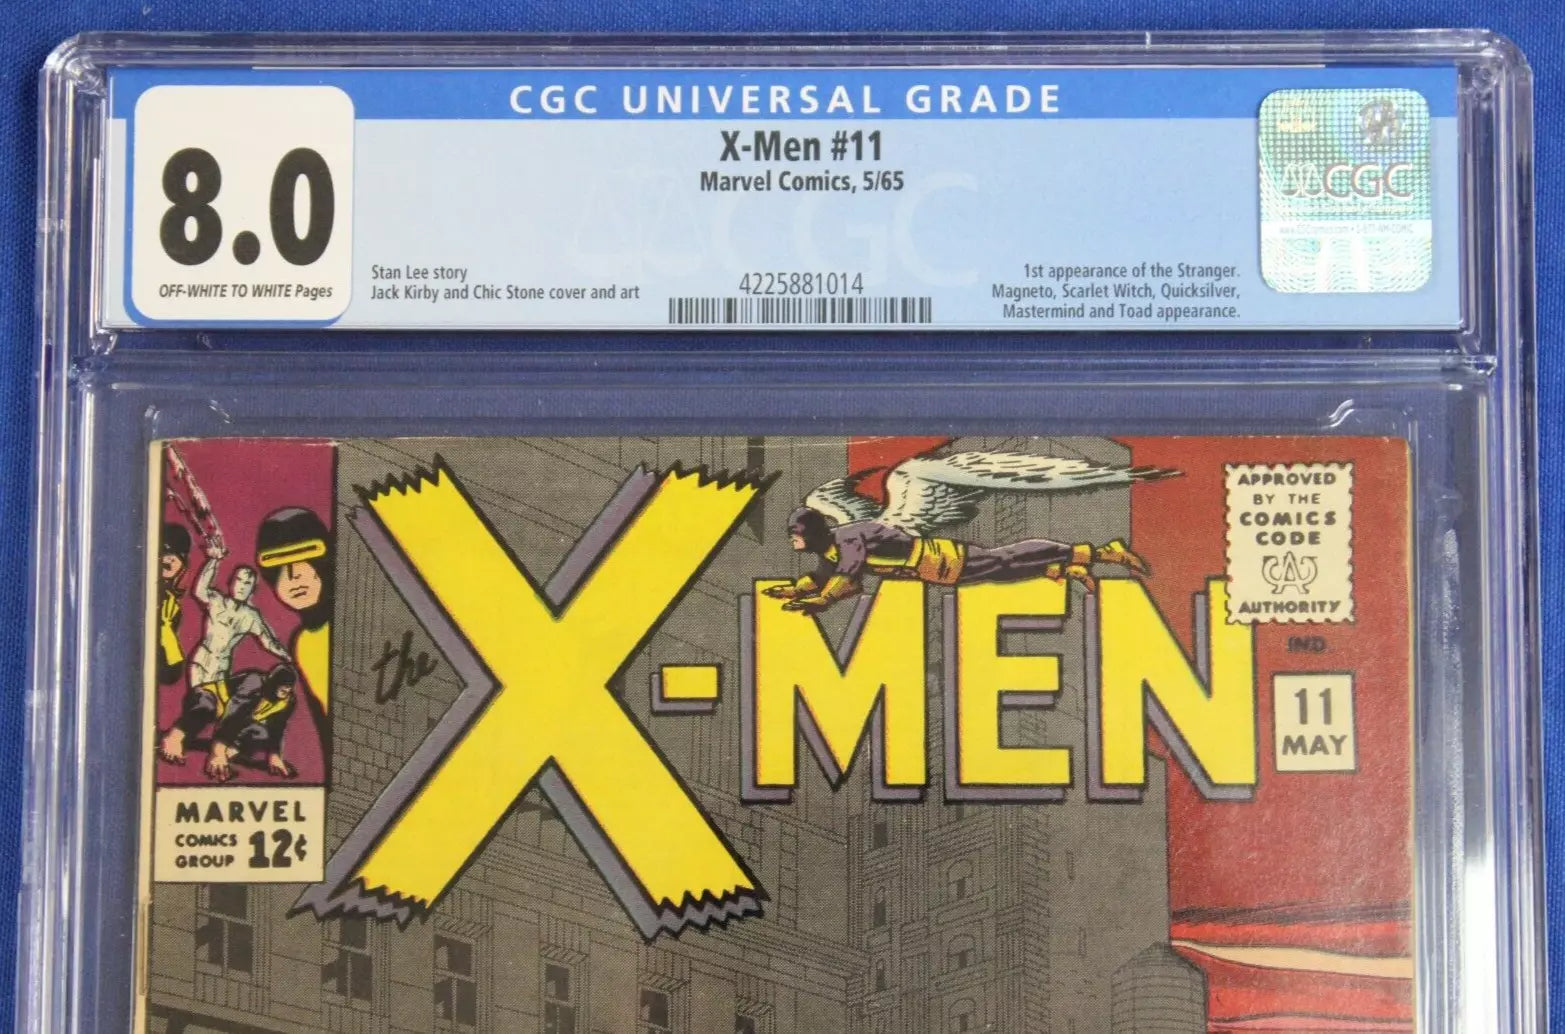 CGC UNIVERSAL GRADE
8.0
OFF-WHITE TO WHITE Pages
X-Men #11
Marvel Comics, 5/65
CGC
Stan Lee story
Jack Kirby and Chic Stone cover and art
4225881014
1st appearance of the Stranger.
Magneto, Scarlet Witch, Quicksilver,
Mastermind and Toad appearance.
CGC
MARVEL
COMICS
GROUP 12¢
the
X-MEN
APPROVED
BY THE
COMICS
CODE
CA
AUTHORITY
IND.
11
MAY